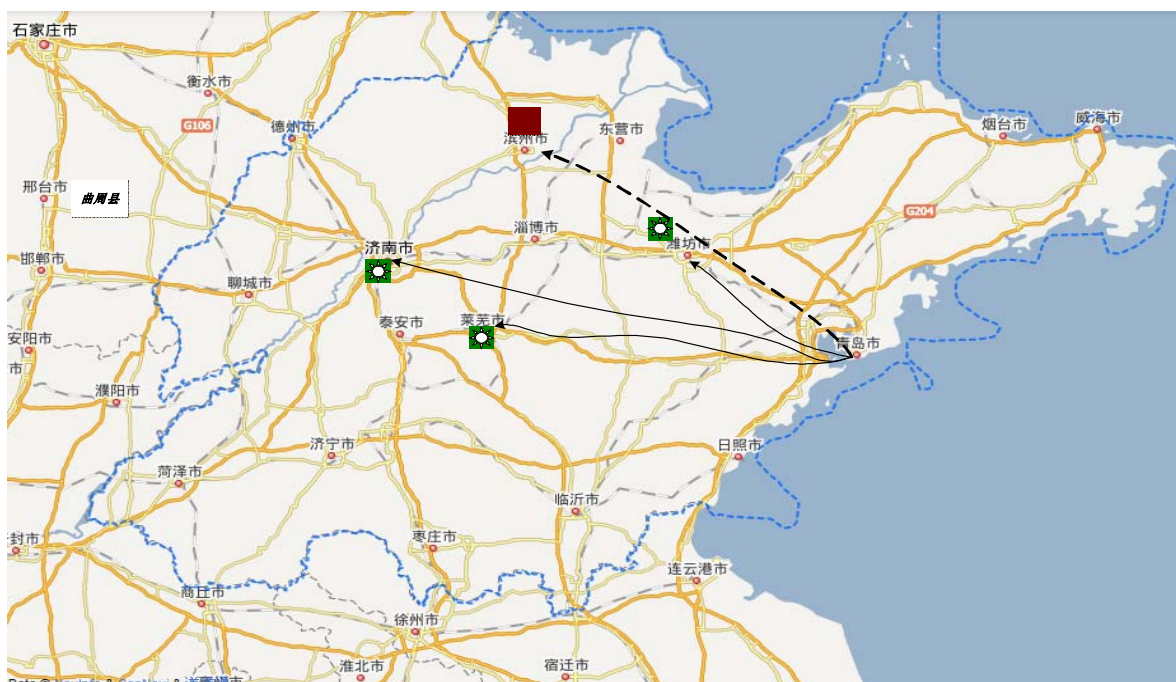 石家庄市
衡水市
G106
德州市
滨州市
东营市
烟台市
威海市
邢台市
曲周县
淄博市
G204
潍坊市
济南市
邯郸市
聊城市
泰安市
莱芜市
青岛市
安阳市
市
濮阳市
济宁市
日照市
菏泽市
临沂市
封市
枣庄市
连云港市
商丘市
徐州市
淮北市
宿迁市